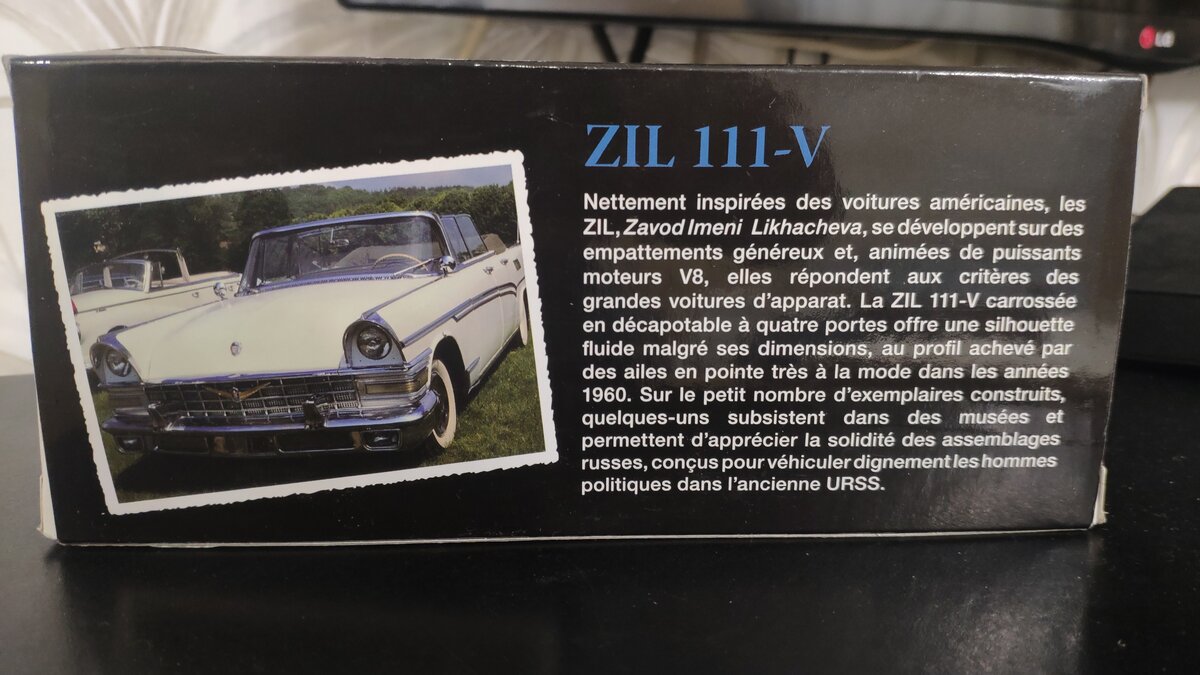 LG
ZIL 111-V
Nettement inspirées des voitures américaines, les
ZIL, Zavod Imeni Likhacheva, se développent sur des
empattements généreux et, animées de puissants
moteurs V8, elles répondent aux critères des
grandes voitures d'apparat. La ZIL 111-V carrossée
en décapotable à quatre portes offre une silhouette
fluide malgré ses dimensions, au profil achevé par
des ailes en pointe très à la mode dans les années
1960. Sur le petit nombre d'exemplaires construits,
quelques-uns subsistent dans des musées et
permettent d'apprécier la solidité des assemblages
russes, conçus pour véhiculer dignement les hommes
politiques dans l'ancienne URSS.